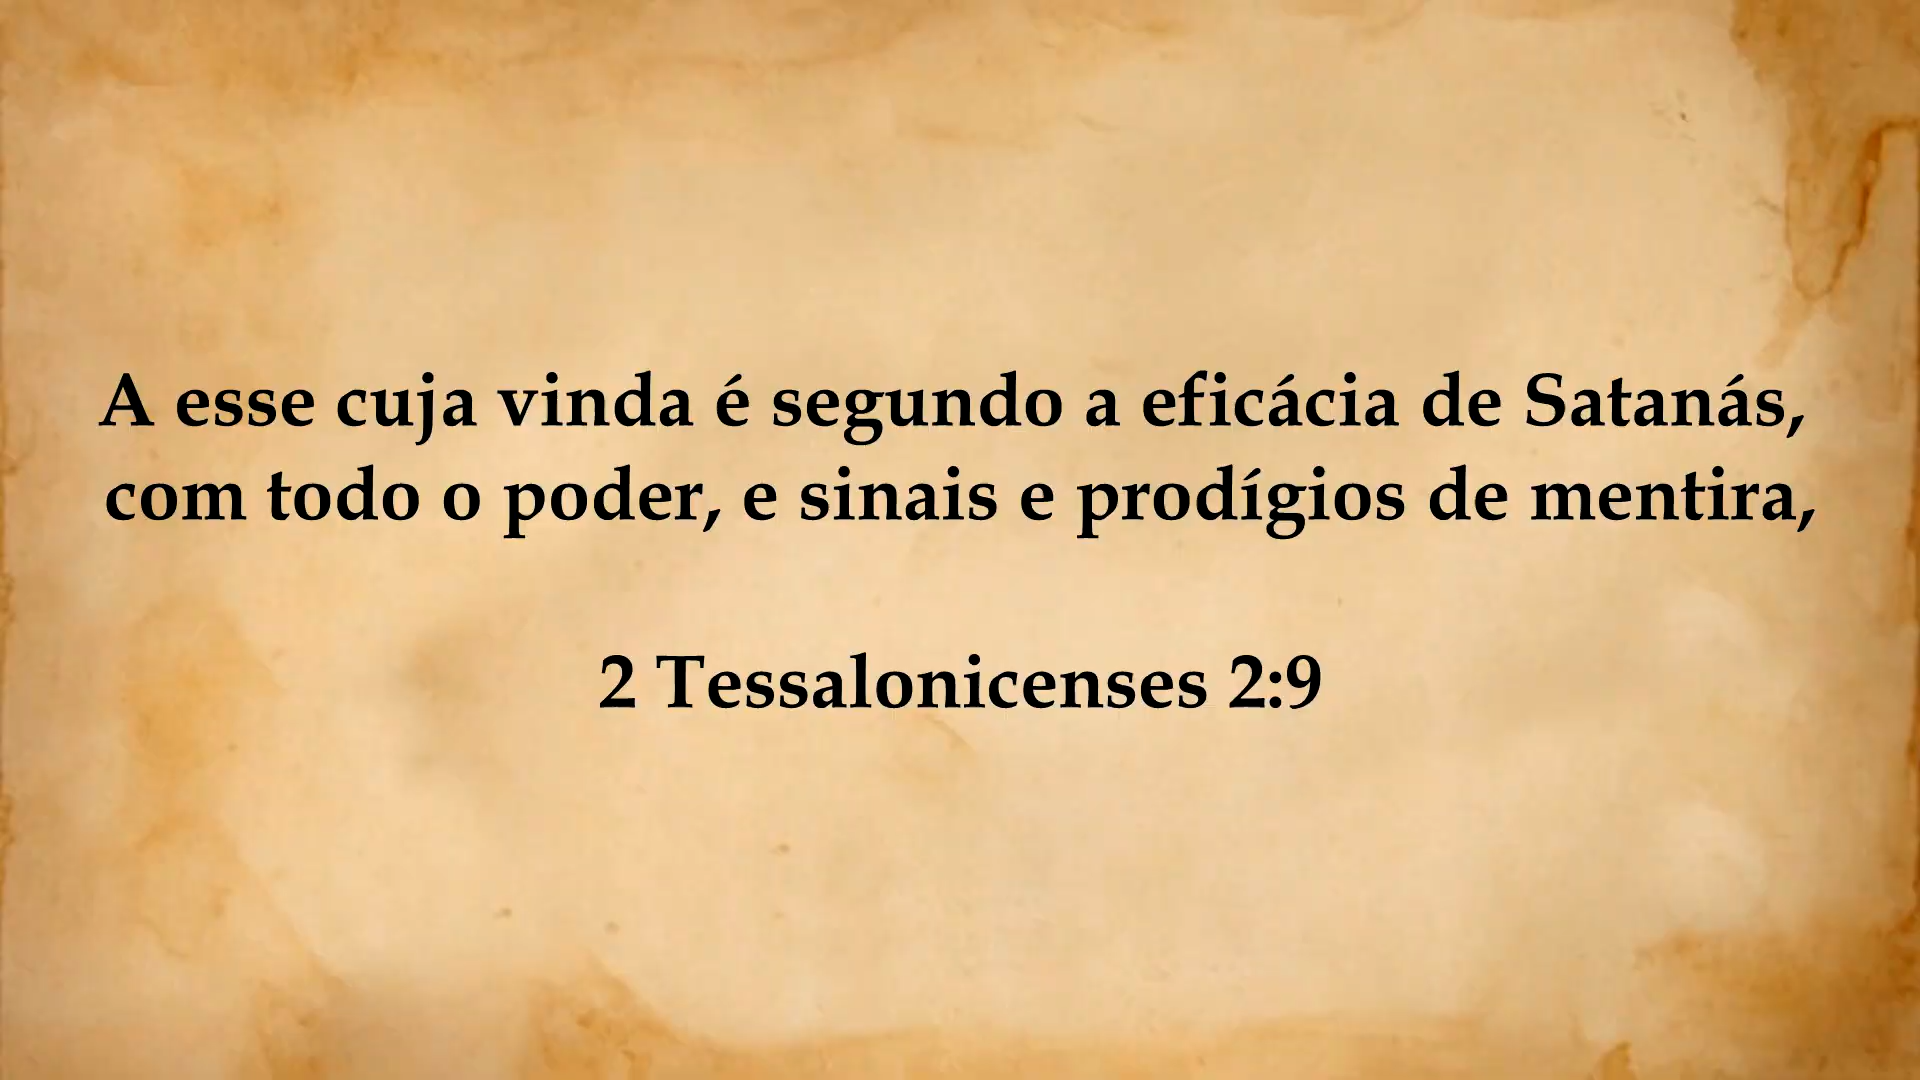 A esse cuja vinda é segundo a eficácia de Satanás,
com todo o poder, e sinais e prodígios de mentira,
2 Tessalonicenses 2:9